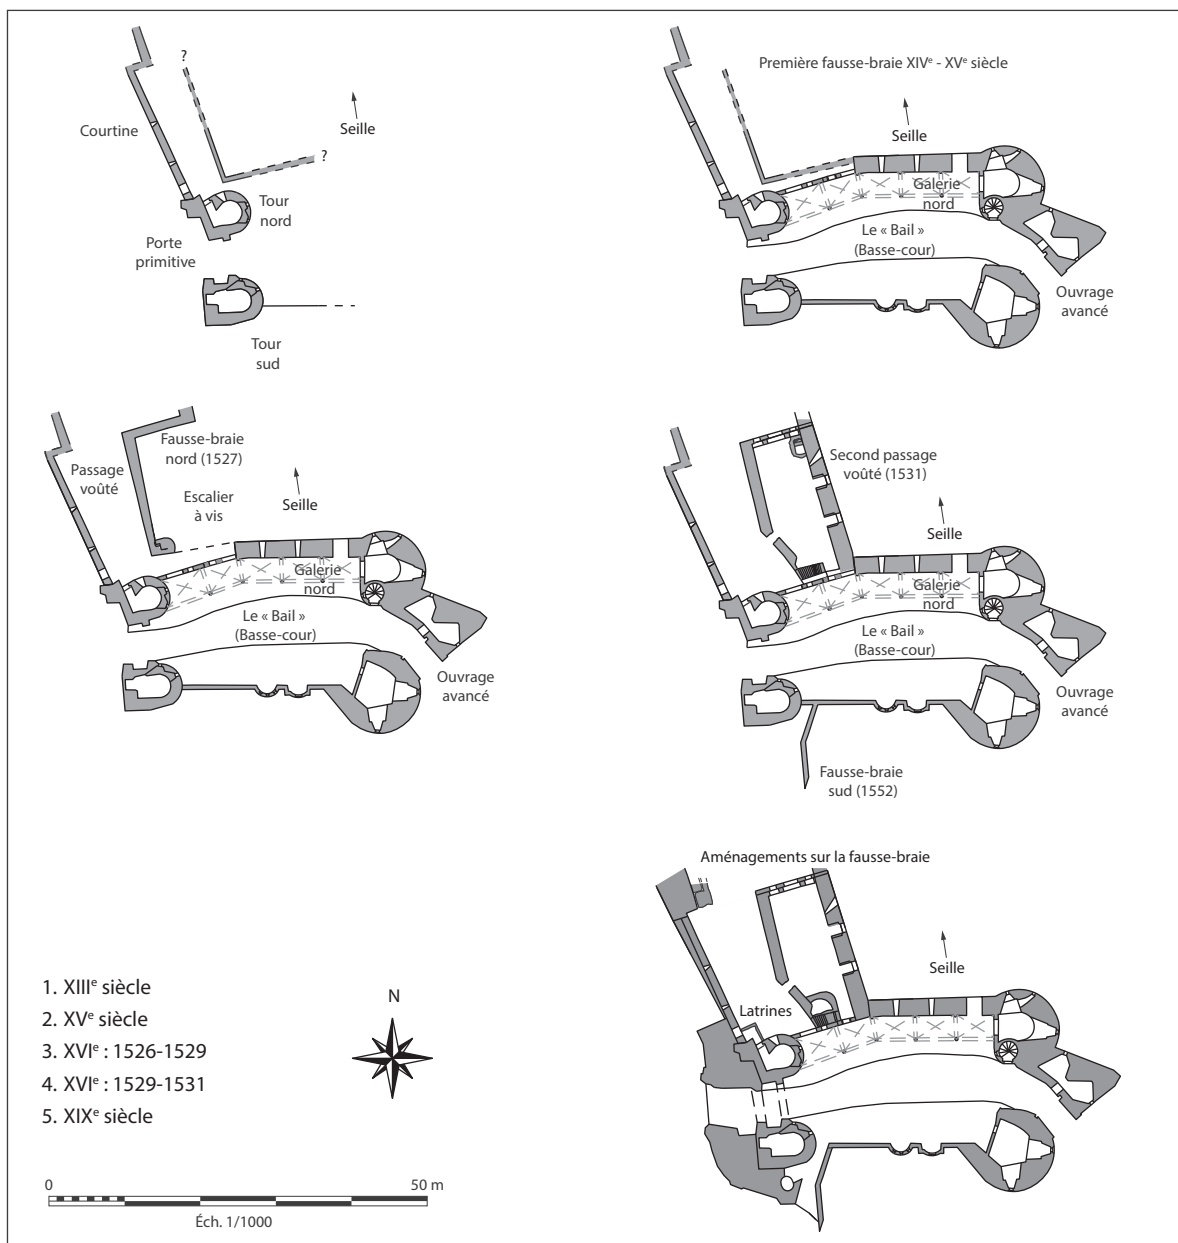 ?
Courtine
Seille
?
Tour
nord
Porte
primitive
Tour
sud
Première fausse-braie XIVe - XVe siècle
Seille
Galerie
nord
Le « Bail »
(Basse-cour)
Ouvrage
avancé
Fausse-braie
nord (1527)
Passage
voûté
Escalier
à vis
Seille
Galerie
nord
Le « Bail »
(Basse-cour)
Ouvrage
avancé
Second passage
voûté (1531)
Seille
Galerie
nord
Le « Bail »
(Basse-cour)
Ouvrage
avancé
Fausse-braie
sud (1552)
Aménagements sur la fausse-braie
Seille
Latrines
1. XIIIe siècle
2. XVe siècle
3. XVIe : 1526-1529
4. XVIe : 1529-1531
5. XIXe siècle
N
0 50 m
Éch. 1/1000